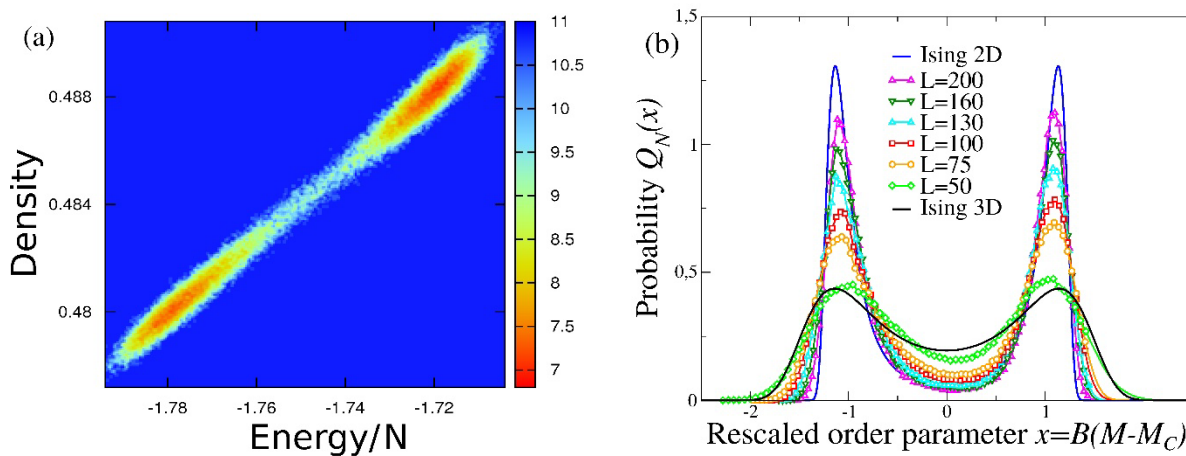 (a)
Density
0.488
0.484
0.48
-1.78
-1.76
-1.74
-1.72
Energy/N
11
10.5
10
9.5
9
8.5
8
7.5
7
(b)
Probability Q_N(x)
1,5
1
0,5
0
-2
-1
0
1
Rescaled order parameter x=B(M-M_C)
Ising 2D
L=200
L=160
L=130
L=100
L=75
L=50
Ising 3D